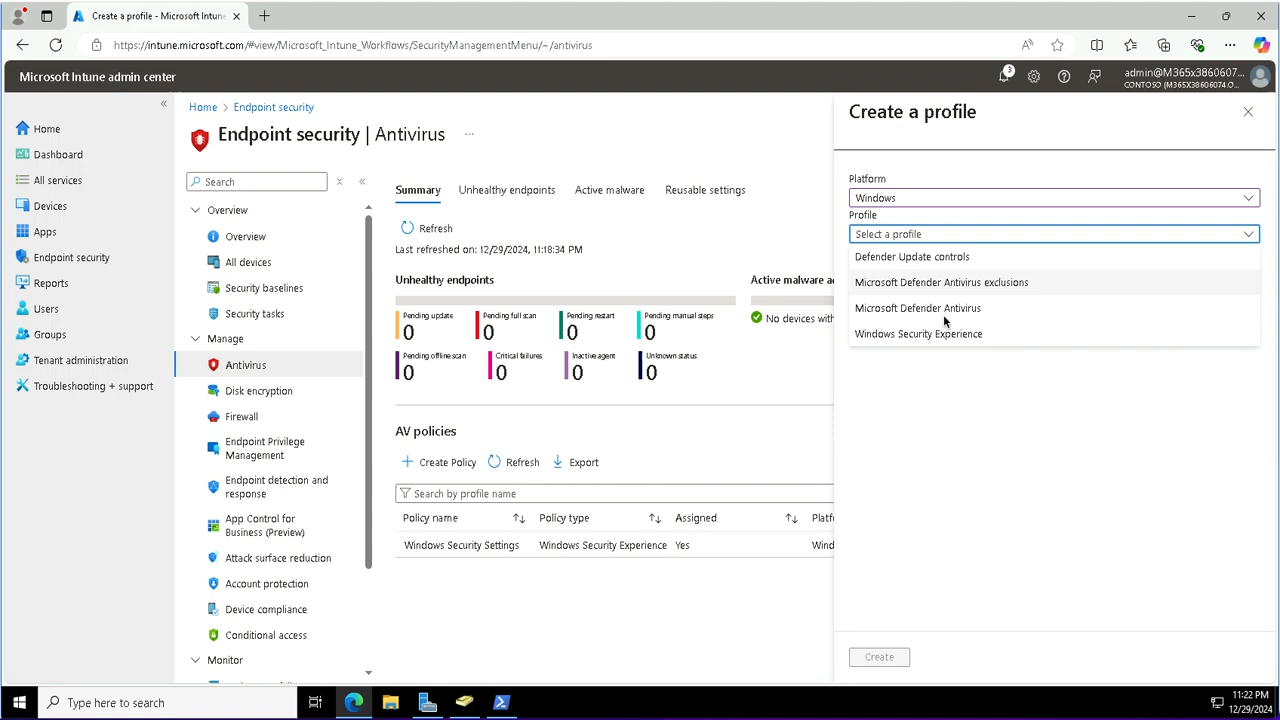 Create a profile - Microsoft Intune
https://intune.microsoft.com/#view/Microsoft_Intune_Workflows/SecurityManagementMenu/~/antivirus
Microsoft Intune admin center
3
admin@M365x3860607...
CONTOSO (M365X38606074.O...
Home
Dashboard
All services
Devices
Apps
Endpoint security
Reports
Users
Groups
Tenant administration
Troubleshooting + support
Home > Endpoint security
Endpoint security | Antivirus
Search
Overview
Overview
All devices
Security baselines
Security tasks
Manage
Antivirus
Disk encryption
Firewall
Endpoint Privilege
Management
Endpoint detection and
response
App Control for
Business (Preview)
Attack surface reduction
Account protection
Device compliance
Conditional access
Monitor
Summary Unhealthy endpoints Active malware Reusable settings
Refresh
Last refreshed on: 12/29/2024, 11:18:34 PM
Unhealthy endpoints
Pending update
0
Pending full scan
0
Pending restart
0
Pending manual steps
0
Pending offline scan
0
Critical failures
0
Inactive agent
0
Unknown status
0
Active malware ac
No devices with
AV policies
Create Policy Refresh Export
Search by profile name
Policy name Policy type Assigned Platf
Windows Security Settings Windows Security Experience Yes Wind
Create a profile
Platform
Windows
Profile
Select a profile
Defender Update controls
Microsoft Defender Antivirus exclusions
Microsoft Defender Antivirus
Windows Security Experience
Create
Type here to search
11:22 PM
12/29/2024